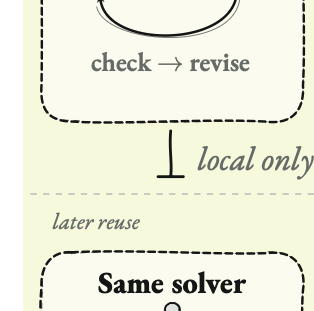 check → revise
local only
later reuse
Same solver